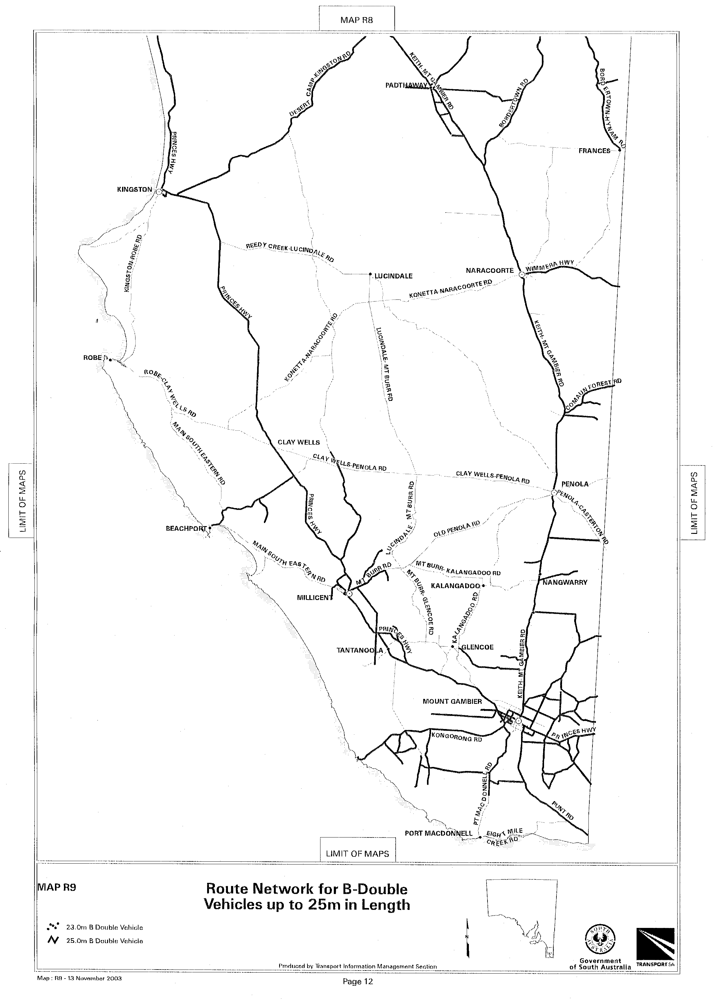 MAP R8
KEITH- MT GAMBIER RD
CAMP-KINGSTON RD
DESERT
PADTHAWAY
BORDERTOWN RD
BORDERTOWN-HYNAM RD
PRINCES HWY
FRANCES
KINGSTON
KINGSTON-ROBE RD
REEDY CREEK-LUCINDALE RD
LUCINDALE
NARACOORTE
WIMMERA HWY
KONETTA-NARACOORTE RD
PRINCES HWY
KONETTA-NARACOORTE RD
LUCINDALE- MT BURR RD
KEITH- MT GAMBIER RD
ROBE
ROBE-CLAY WELLS RD
COMAUN FOREST RD
MAIN SOUTH EASTERN RD
CLAY WELLS
CLAY WELLS-PENOLA RD
CLAY WELLS-PENOLA RD
PENOLA
PENOLA-CASTERTON RD
LIMIT OF MAPS
LIMIT OF MAPS
PRINCES HWY
LUCINDALE - MT BURR RD
OLD PENOLA RD
BEACHPORT
MAIN SOUTH EASTERN RD
MT BURR RD
MT BURR- KALANGADOO RD
MT BURR- GLENCOE RD
KALANGADOO
NANGWARRY
MILLICENT
KALANGADOO RD
PRINCES HWY
TANTANOOLA
GLENCOE
KEITH- MT GAMBIER RD
MOUNT GAMBIER
KONGORONG RD
PRINCES HWY
PT MAC DONNELL RD
PUNT RD
PORT MACDONNELL
EIGHT MILE
CREEK RD
LIMIT OF MAPS
MAP R9
Route Network for B-Double
Vehicles up to 25m in Length
23.0m B Double Vehicle
25.0m B Double Vehicle
N
SOUTH AUSTRALIA
Government
of South Australia
TRANSPORT SA
Produced by Transport Information Management Section
Map : R9 - 13 November 2003
Page 12